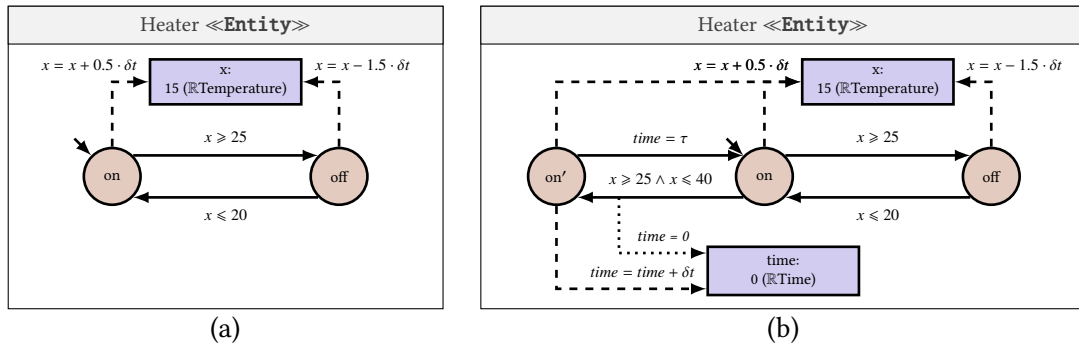 Heater ≪Entity≫
x = x + 0.5 · δt
x:
15 (ℝTemperature)
x = x − 1.5 · δt
x ⩾ 25
on
off
x ⩽ 20
(a)
Heater ≪Entity≫
x = x + 0.5 · δt
x:
15 (ℝTemperature)
x = x − 1.5 · δt
time = τ
x ⩾ 25
on′
x ⩾ 25 ∧ x ⩽ 40
on
off
x ⩽ 20
time = 0
time = time + δt
time:
0 (ℝTime)
(b)